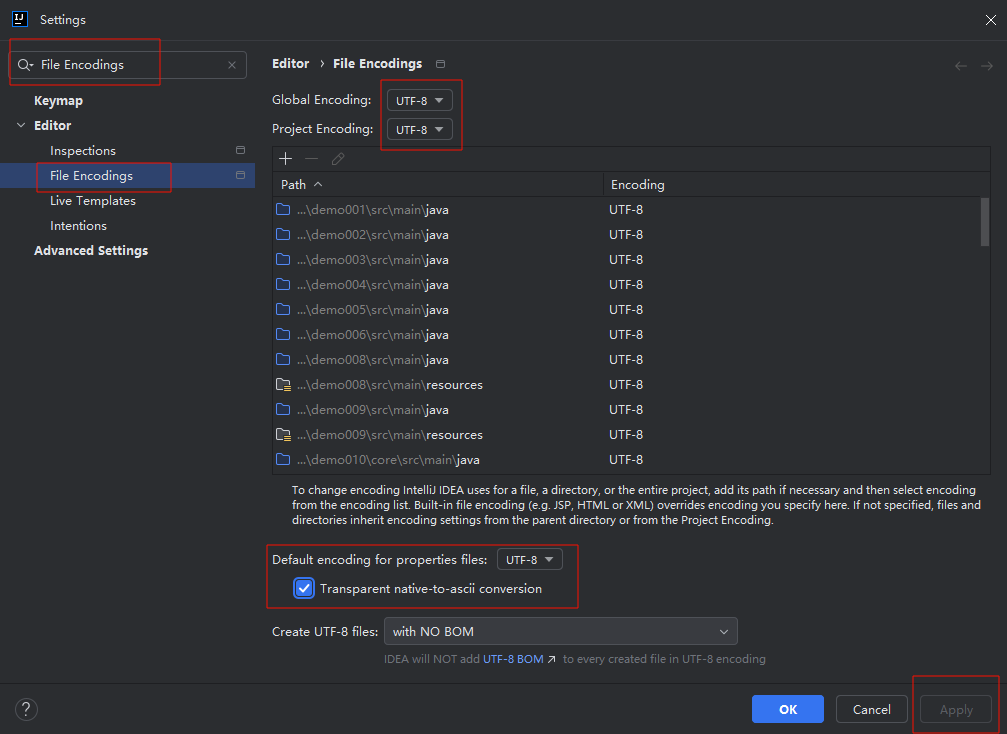 Settings
File Encodings
Keymap
Editor
Inspections
File Encodings
Live Templates
Intentions
Advanced Settings
Editor › File Encodings
Global Encoding: UTF-8
Project Encoding: UTF-8
Path Encoding
...\demo001\src\main\java UTF-8
...\demo002\src\main\java UTF-8
...\demo003\src\main\java UTF-8
...\demo004\src\main\java UTF-8
...\demo005\src\main\java UTF-8
...\demo006\src\main\java UTF-8
...\demo008\src\main\java UTF-8
...\demo008\src\main\resources UTF-8
...\demo009\src\main\java UTF-8
...\demo009\src\main\resources UTF-8
...\demo010\core\src\main\java UTF-8
To change encoding IntelliJ IDEA uses for a file, a directory, or the entire project, add its path if necessary and then select encoding
from the encoding list. Built-in file encoding (e.g. JSP, HTML or XML) overrides encoding you specify here. If not specified, files and
directories inherit encoding settings from the parent directory or from the Project Encoding.
Default encoding for properties files: UTF-8
Transparent native-to-ascii conversion
Create UTF-8 files: with NO BOM
IDEA will NOT add UTF-8 BOM ↗ to every created file in UTF-8 encoding
? OK Cancel Apply